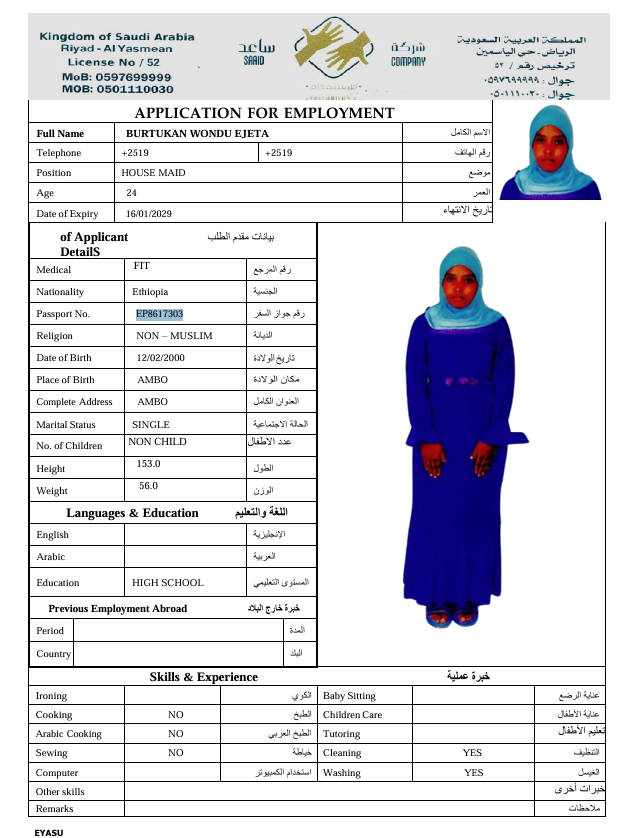 Kingdom of Saudi Arabia
Riyad - Al Yasmean
License No / 52
MoB: 0597699999
MOB: 0501110030
ساعد
SAAID
شركة
COMPANY
المملكة العربية السعودية
الرياض-حي الياسمين
ترخيص رقم / ٥٢
جوال : ٠٥٩٧٦٩٩٩٩٩
جوال : ٠٥٠١١١٠٠٣٠
APPLICATION FOR EMPLOYMENT
Full Name BURTUKAN WONDU EJETA الاسم الكامل
Telephone +2519 +2519 رقم الهاتف
Position HOUSE MAID موضع
Age 24 العمر
Date of Expiry 16/01/2029 تاريخ الانتهاء
of Applicant بيانات مقدم الطلب
DetailS
Medical FIT رقم المرجع
Nationality Ethiopia الجنسية
Passport No. EP8617303 رقم جواز السفر
Religion NON – MUSLIM الديانة
Date of Birth 12/02/2000 تاريخ الولادة
Place of Birth AMBO مكان الولادة
Complete Address AMBO العنوان الكامل
Marital Status SINGLE الحالة الاجتماعية
No. of Children NON CHILD عدد الاطفال
Height 153.0 الطول
Weight 56.0 الوزن
Languages & Education اللغة والتعليم
English الإنجليزية
Arabic العربية
Education HIGH SCHOOL المستوى التعليمي
Previous Employment Abroad خبرة خارج البلاد
Period المدة
Country البلد
Skills & Experience خبرة عملية
Ironing الكوي Baby Sitting عناية الرضع
Cooking NO الطبخ Children Care عناية الأطفال
Arabic Cooking NO الطبخ العربي Tutoring تعليم الأطفال
Sewing NO خياطة Cleaning YES التنظيف
Computer استخدام الكمبيوتر Washing YES الغيسل
Other skills خبرات أخرى
Remarks ملاحظات
EYASU